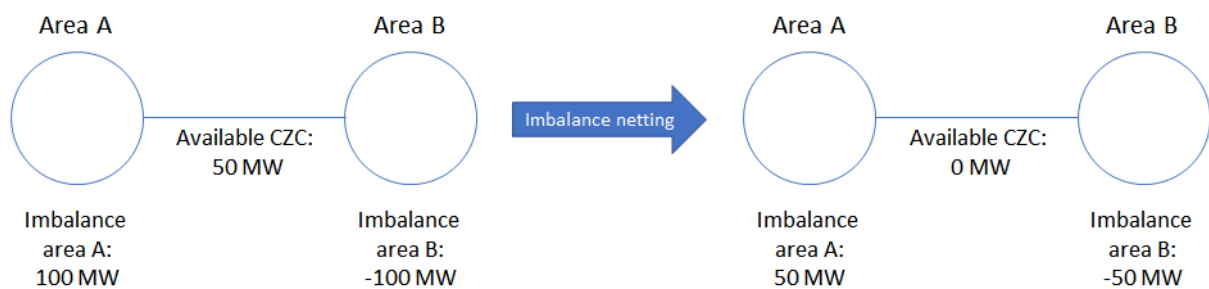 Area A
Area B
Available CZC:
50 MW
Imbalance
area A:
100 MW
Imbalance
area B:
-100 MW
Imbalance netting
Area A
Area B
Available CZC:
0 MW
Imbalance
area A:
50 MW
Imbalance
area B:
-50 MW